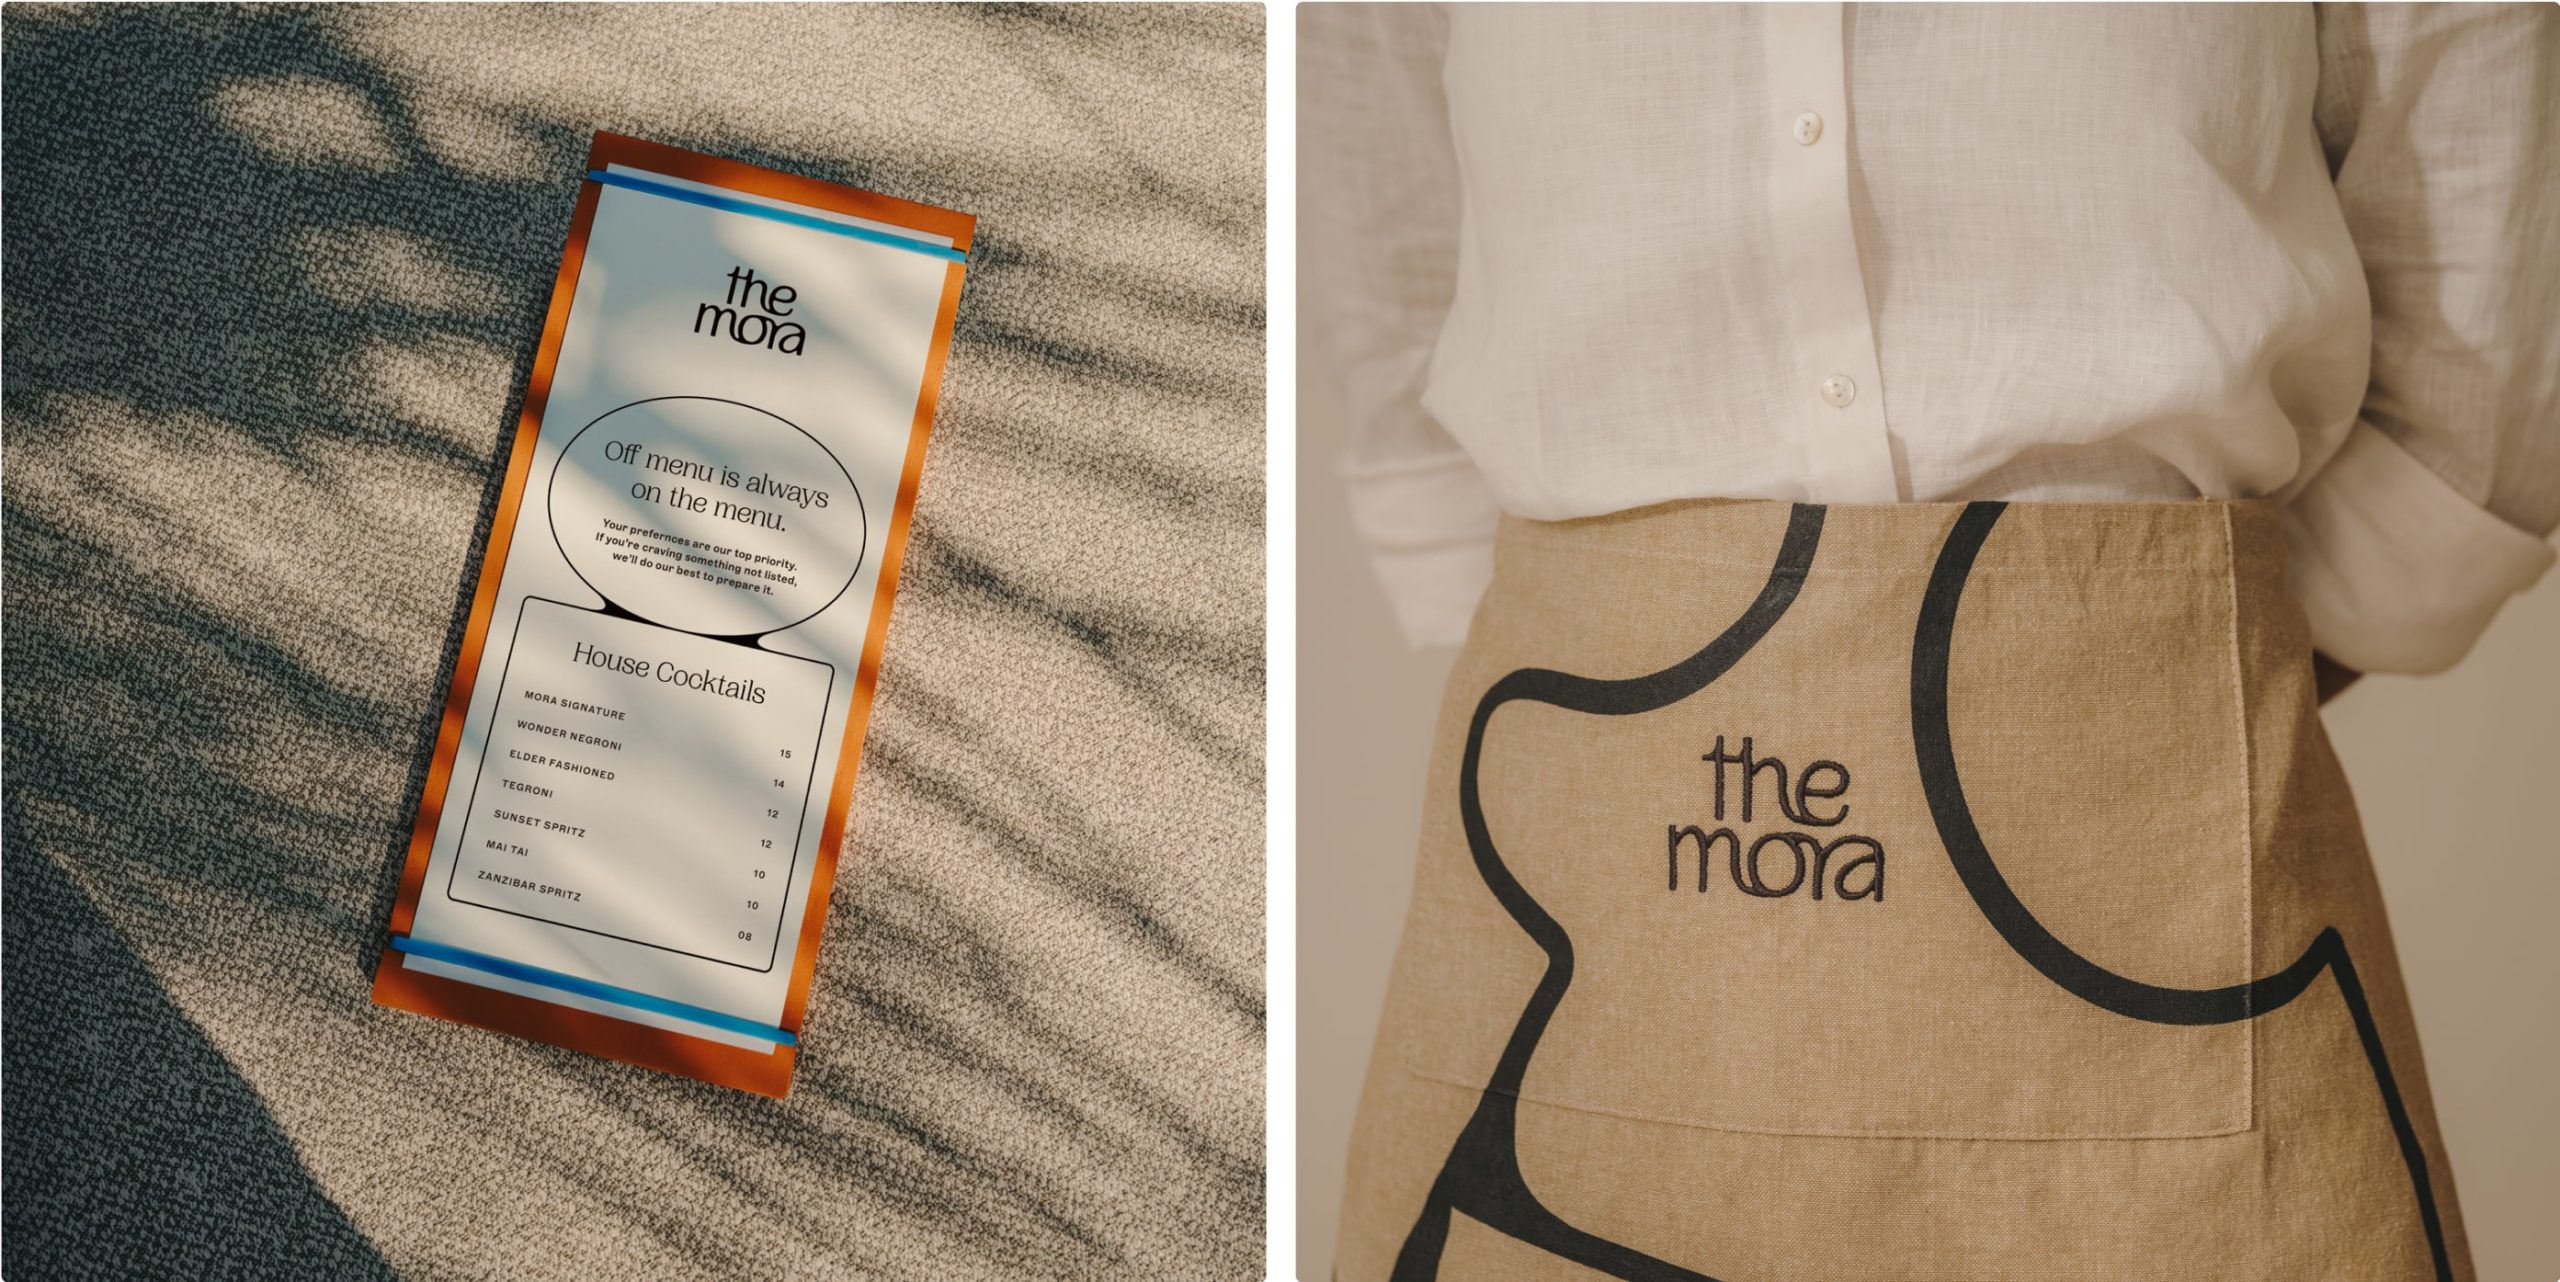 the
mora
Off menu is always
on the menu.
Your prefernces are our top priority.
If you're craving something not listed,
we'll do our best to prepare it.
House Cocktails
MORA SIGNATURE 15
WONDER NEGRONI 14
ELDER FASHIONED 12
TEGRONI 12
SUNSET SPRITZ 10
MAI TAI 10
ZANZIBAR SPRITZ 08
the
mora